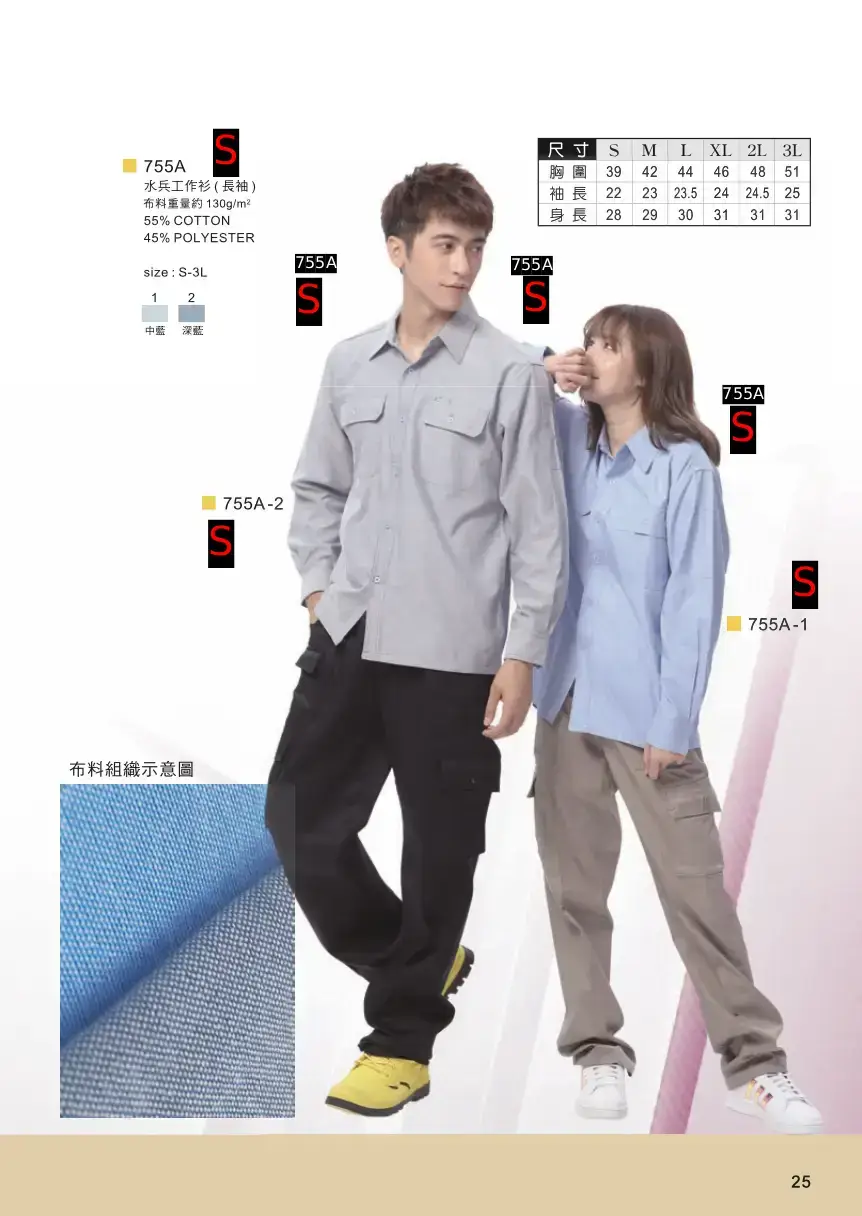 S
755A
水兵工作衫 ( 長袖 )
布料重量約 130g/m²
55% COTTON
45% POLYESTER
size : S-3L
1 2
中藍 深藍
尺寸 S M L XL 2L 3L
胸圍 39 42 44 46 48 51
袖長 22 23 23.5 24 24.5 25
身長 28 29 30 31 31 31
755A
S
755A
S
755A
S
755A-2
S
S
755A-1
布料組織示意圖
25